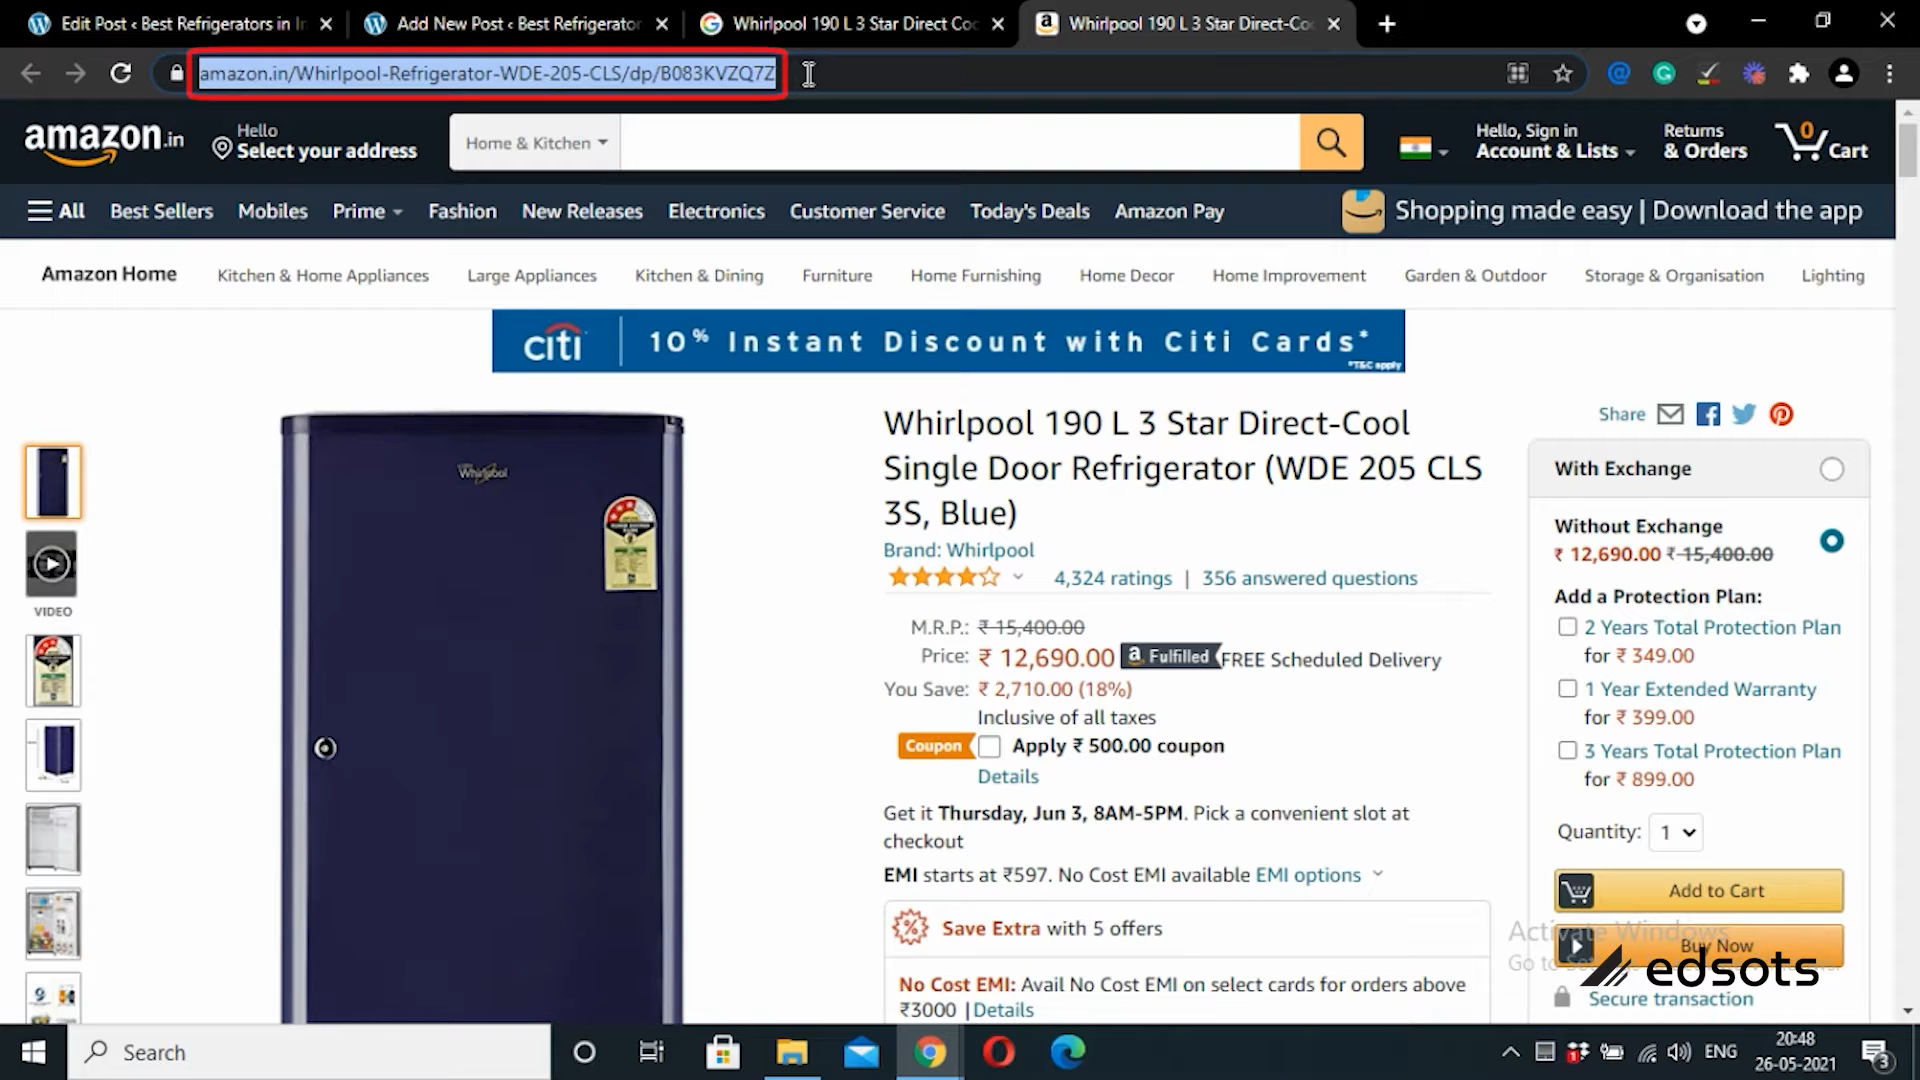 Edit Post ‹ Best Refrigerators in In
Add New Post ‹ Best Refrigerator
Whirlpool 190 L 3 Star Direct Coo
Whirlpool 190 L 3 Star Direct-Coo
amazon.in/Whirlpool-Refrigerator-WDE-205-CLS/dp/B083KVZQ7Z
amazon.in
Hello
Select your address
Home & Kitchen
Hello, Sign in
Account & Lists
Returns
& Orders
0
Cart
All
Best Sellers
Mobiles
Prime
Fashion
New Releases
Electronics
Customer Service
Today's Deals
Amazon Pay
Shopping made easy | Download the app
Amazon Home
Kitchen & Home Appliances
Large Appliances
Kitchen & Dining
Furniture
Home Furnishing
Home Decor
Home Improvement
Garden & Outdoor
Storage & Organisation
Lighting
citi
10% Instant Discount with Citi Cards*
*T&C apply
Whirlpool
VIDEO
Whirlpool 190 L 3 Star Direct-Cool
Single Door Refrigerator (WDE 205 CLS
3S, Blue)
Brand: Whirlpool
4,324 ratings | 356 answered questions
M.R.P.: ₹ 15,400.00
Price: ₹ 12,690.00 Fulfilled FREE Scheduled Delivery
You Save: ₹ 2,710.00 (18%)
Inclusive of all taxes
Coupon Apply ₹ 500.00 coupon
Details
Get it Thursday, Jun 3, 8AM-5PM. Pick a convenient slot at
checkout
EMI starts at ₹597. No Cost EMI available EMI options
Save Extra with 5 offers
No Cost EMI: Avail No Cost EMI on select cards for orders above
₹3000 | Details
Share
With Exchange
Without Exchange
₹ 12,690.00 ₹ 15,400.00
Add a Protection Plan:
2 Years Total Protection Plan
for ₹ 349.00
1 Year Extended Warranty
for ₹ 399.00
3 Years Total Protection Plan
for ₹ 899.00
Quantity: 1
Add to Cart
Activate Windows
Buy Now
Go to
edsots
Secure transaction
Search
ENG
20:48
26-05-2021
3